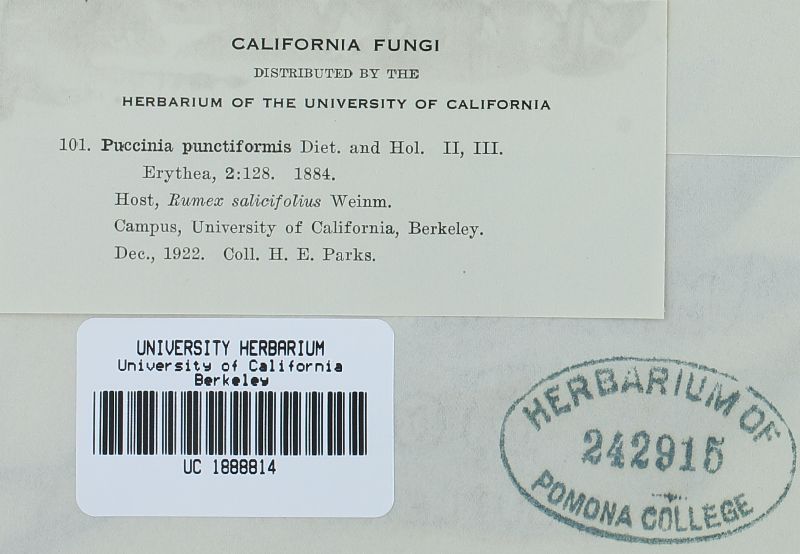 CALIFORNIA FUNGI
DISTRIBUTED BY THE
HERBARIUM OF THE UNIVERSITY OF CALIFORNIA
101. Puccinia punctiformis Diet. and Hol. II, III.
Erythea, 2:128. 1884.
Host, Rumex salicifolius Weinm.
Campus, University of California, Berkeley.
Dec., 1922. Coll. H. E. Parks.
UNIVERSITY HERBARIUM
University of California
Berkeley
UC 1888814
HERBARIUM OF
242915
POMONA COLLEGE